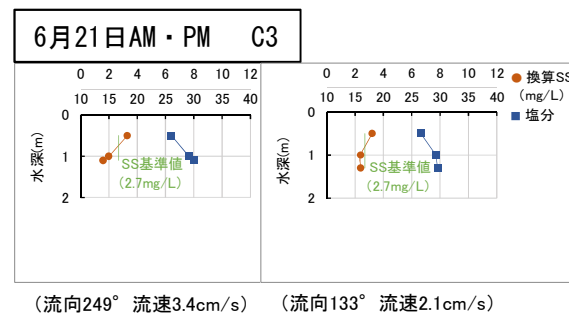 6月21日AM・PM　C3
0 2 4 6 8 10 12
10 15 20 25 30 35 40
0
1
2
水深(m)
SS基準値
(2.7mg/L)
0 2 4 6 8 10 12
10 15 20 25 30 35 40
0
1
2
水深(m)
SS基準値
(2.7mg/L)
換算SS
(mg/L)
塩分
(流向249°流速3.4cm/s)
(流向133°流速2.1cm/s)